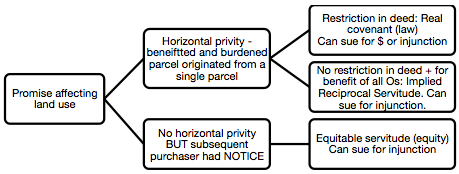 Promise affecting
land use
Horizontal privity -
beneiftted and burdened
parcel originated from a
single parcel
No horizontal privity
BUT subsequent
purchaser had NOTICE
Restriction in deed: Real
covenant (law)
Can sue for $ or injunction
No restriction in deed + for
benefit of all Os: Implied
Reciprocal Servitude. Can
sue for injunction.
Equitable servitude (equity)
Can sue for injunction